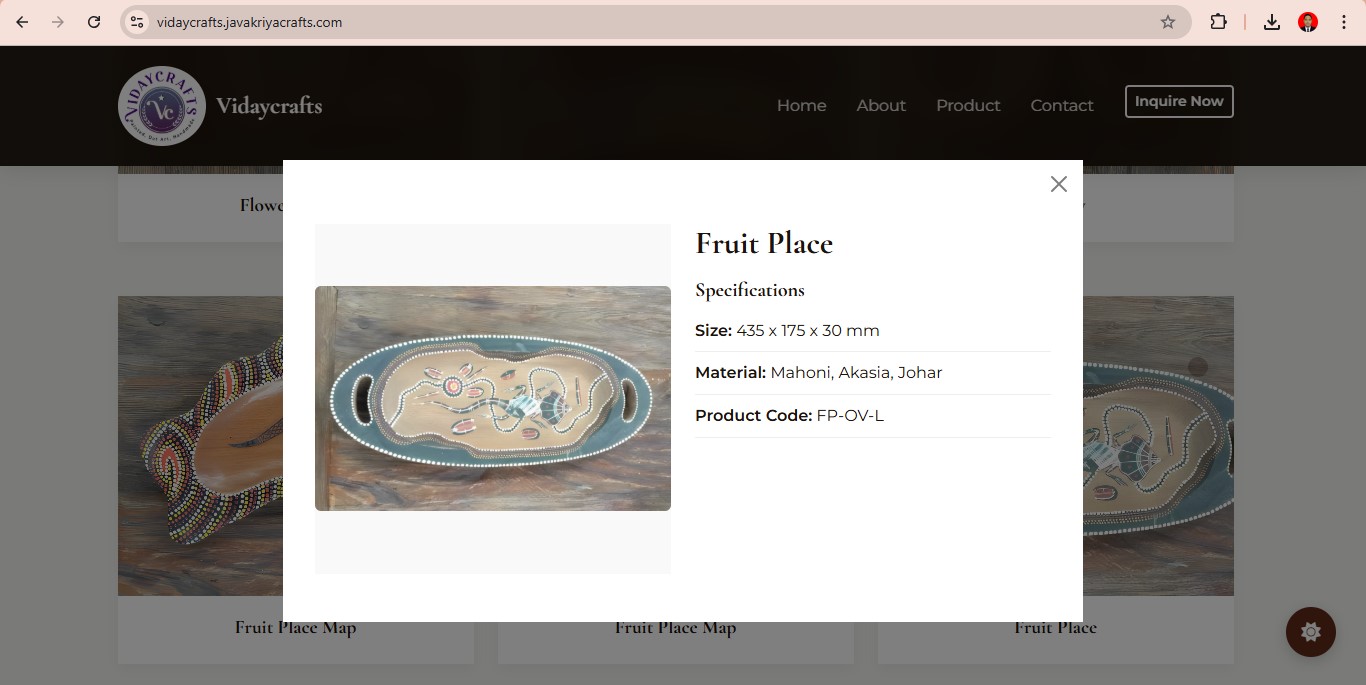 vidaycrafts.javakriyacrafts.com
VIDAYCRAFTS
Vc
Vidaycrafts
Home
About
Product
Contact
Inquire Now
Flowe
Fruit Place
Specifications
Size: 435 x 175 x 30 mm
Material: Mahoni, Akasia, Johar
Product Code: FP-OV-L
Fruit Place Map
Fruit Place Map
Fruit Place